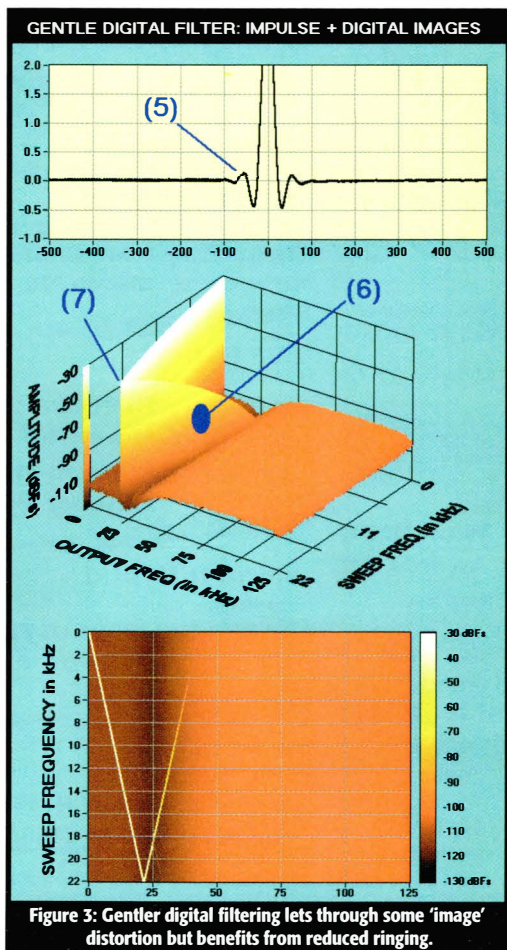 GENTLE DIGITAL FILTER: IMPULSE + DIGITAL IMAGES
2.0
1.5
1.0
0.5
0.0
-0.5
-1.0
(5)
-500 -400 -300 -200 -100 0 100 200 300 400 500
(7)
(6)
-30
-50
-70
-90
-110
AMPLITUDE (dBFs)
0 25 50 75 100 125
OUTPUT FREQ (in kHz)
22 11 0
SWEEP FREQ (in kHz)
0
2
4
6
8
10
12
14
16
18
20
22
SWEEP FREQUENCY in kHz
0 25 50 75 125
-30 dBFs
-40
-50
-60
-70
-80
-90
-100
-110
-120
-130 dBFs
Figure 3: Gentler digital filtering lets through some 'image'
distortion but benefits from reduced ringing.